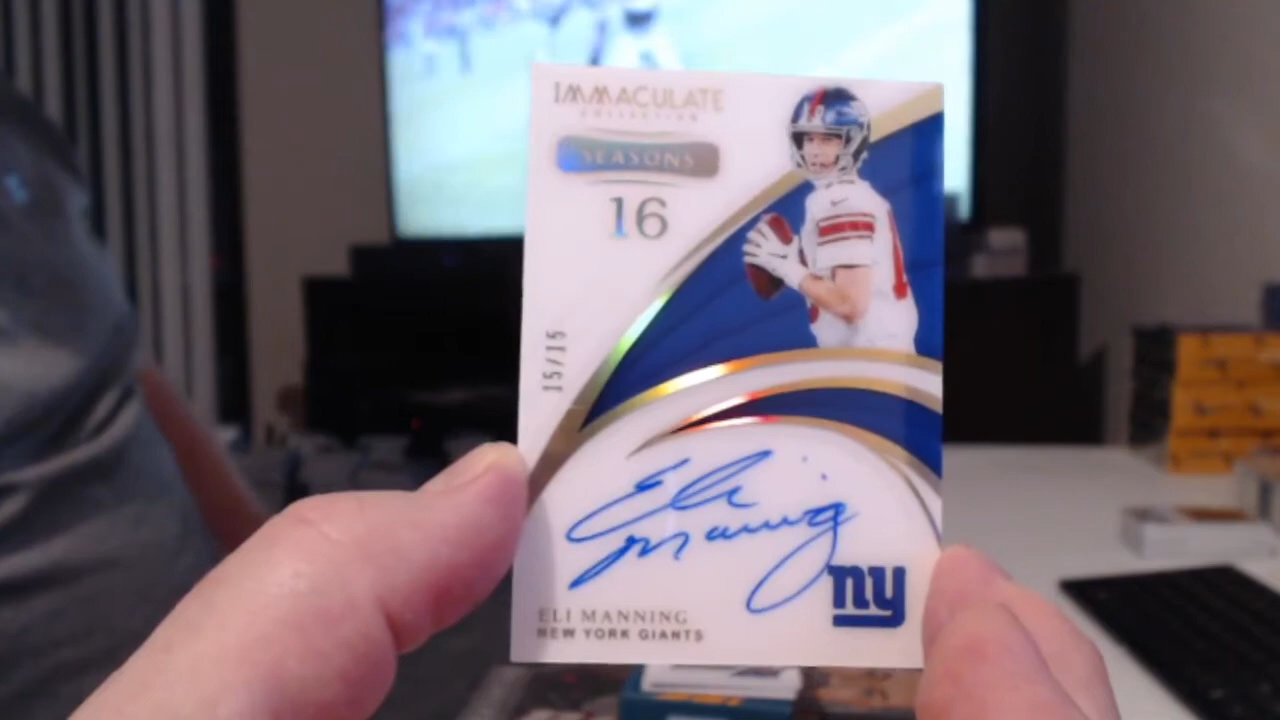 IMMACULATE
COLLECTION
SEASONS
16
15/15
Eli
Manning
ny
ELI MANNING
NEW YORK GIANTS